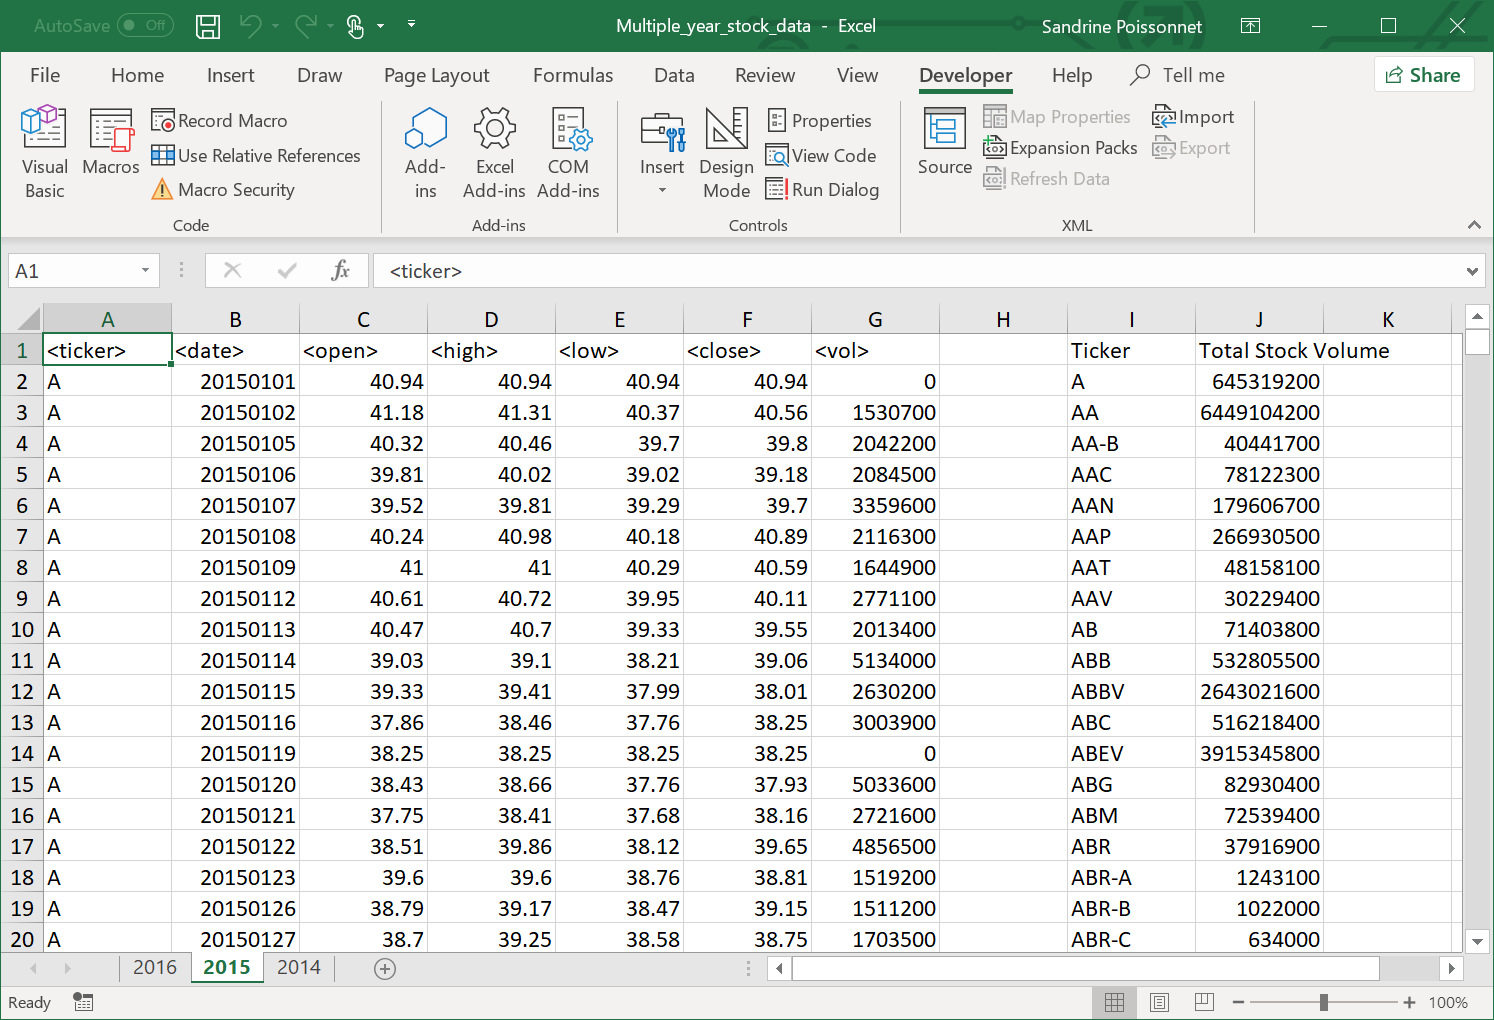 AutoSave Off Multiple_year_stock_data - Excel Sandrine Poissonnet
File Home Insert Draw Page Layout Formulas Data Review View Developer Help Tell me Share
Visual Basic
Macros
Record Macro
Use Relative References
Macro Security
Code
Add-ins
Excel Add-ins
COM Add-ins
Add-ins
Insert
Design Mode
Properties
View Code
Run Dialog
Controls
Source
Map Properties
Expansion Packs
Refresh Data
Import
Export
XML
A1 fx <ticker>
A B C D E F G H I J K
1 <ticker> <date> <open> <high> <low> <close> <vol> Ticker Total Stock Volume
2 A 20150101 40.94 40.94 40.94 40.94 0 A 645319200
3 A 20150102 41.18 41.31 40.37 40.56 1530700 AA 6449104200
4 A 20150105 40.32 40.46 39.7 39.8 2042200 AA-B 40441700
5 A 20150106 39.81 40.02 39.02 39.18 2084500 AAC 78122300
6 A 20150107 39.52 39.81 39.29 39.7 3359600 AAN 179606700
7 A 20150108 40.24 40.98 40.18 40.89 2116300 AAP 266930500
8 A 20150109 41 41 40.29 40.59 1644900 AAT 48158100
9 A 20150112 40.61 40.72 39.95 40.11 2771100 AAV 30229400
10 A 20150113 40.47 40.7 39.33 39.55 2013400 AB 71403800
11 A 20150114 39.03 39.1 38.21 39.06 5134000 ABB 532805500
12 A 20150115 39.33 39.41 37.99 38.01 2630200 ABBV 2643021600
13 A 20150116 37.86 38.46 37.76 38.25 3003900 ABC 516218400
14 A 20150119 38.25 38.25 38.25 38.25 0 ABEV 3915345800
15 A 20150120 38.43 38.66 37.76 37.93 5033600 ABG 82930400
16 A 20150121 37.75 38.41 37.68 38.16 2721600 ABM 72539400
17 A 20150122 38.51 39.86 38.12 39.65 4856500 ABR 37916900
18 A 20150123 39.6 39.6 38.76 38.81 1519200 ABR-A 1243100
19 A 20150126 38.79 39.17 38.47 39.15 1511200 ABR-B 1022000
20 A 20150127 38.7 39.25 38.58 38.75 1703500 ABR-C 634000
2016 2015 2014
Ready 100%